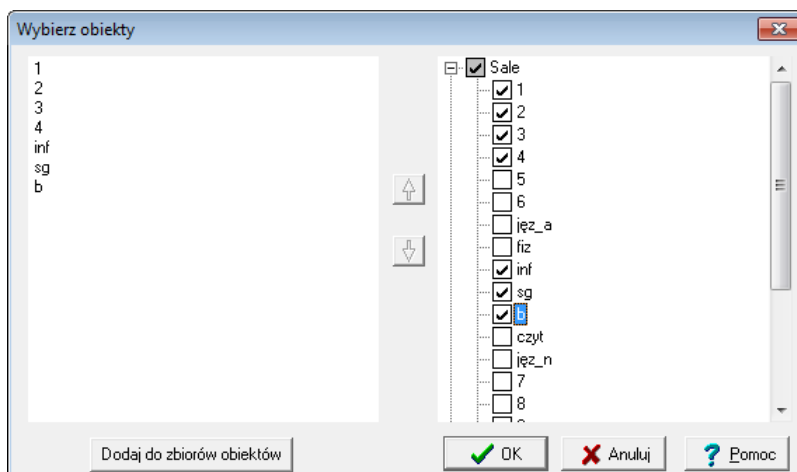 Wybierz obiekty
1
2
3
4
inf
sg
b
Sale
1
2
3
4
5
6
jęz_a
fiz
inf
sg
b
czyt
jęz_n
7
8
Dodaj do zbiorów obiektów
OK
Anuluj
Pomoc